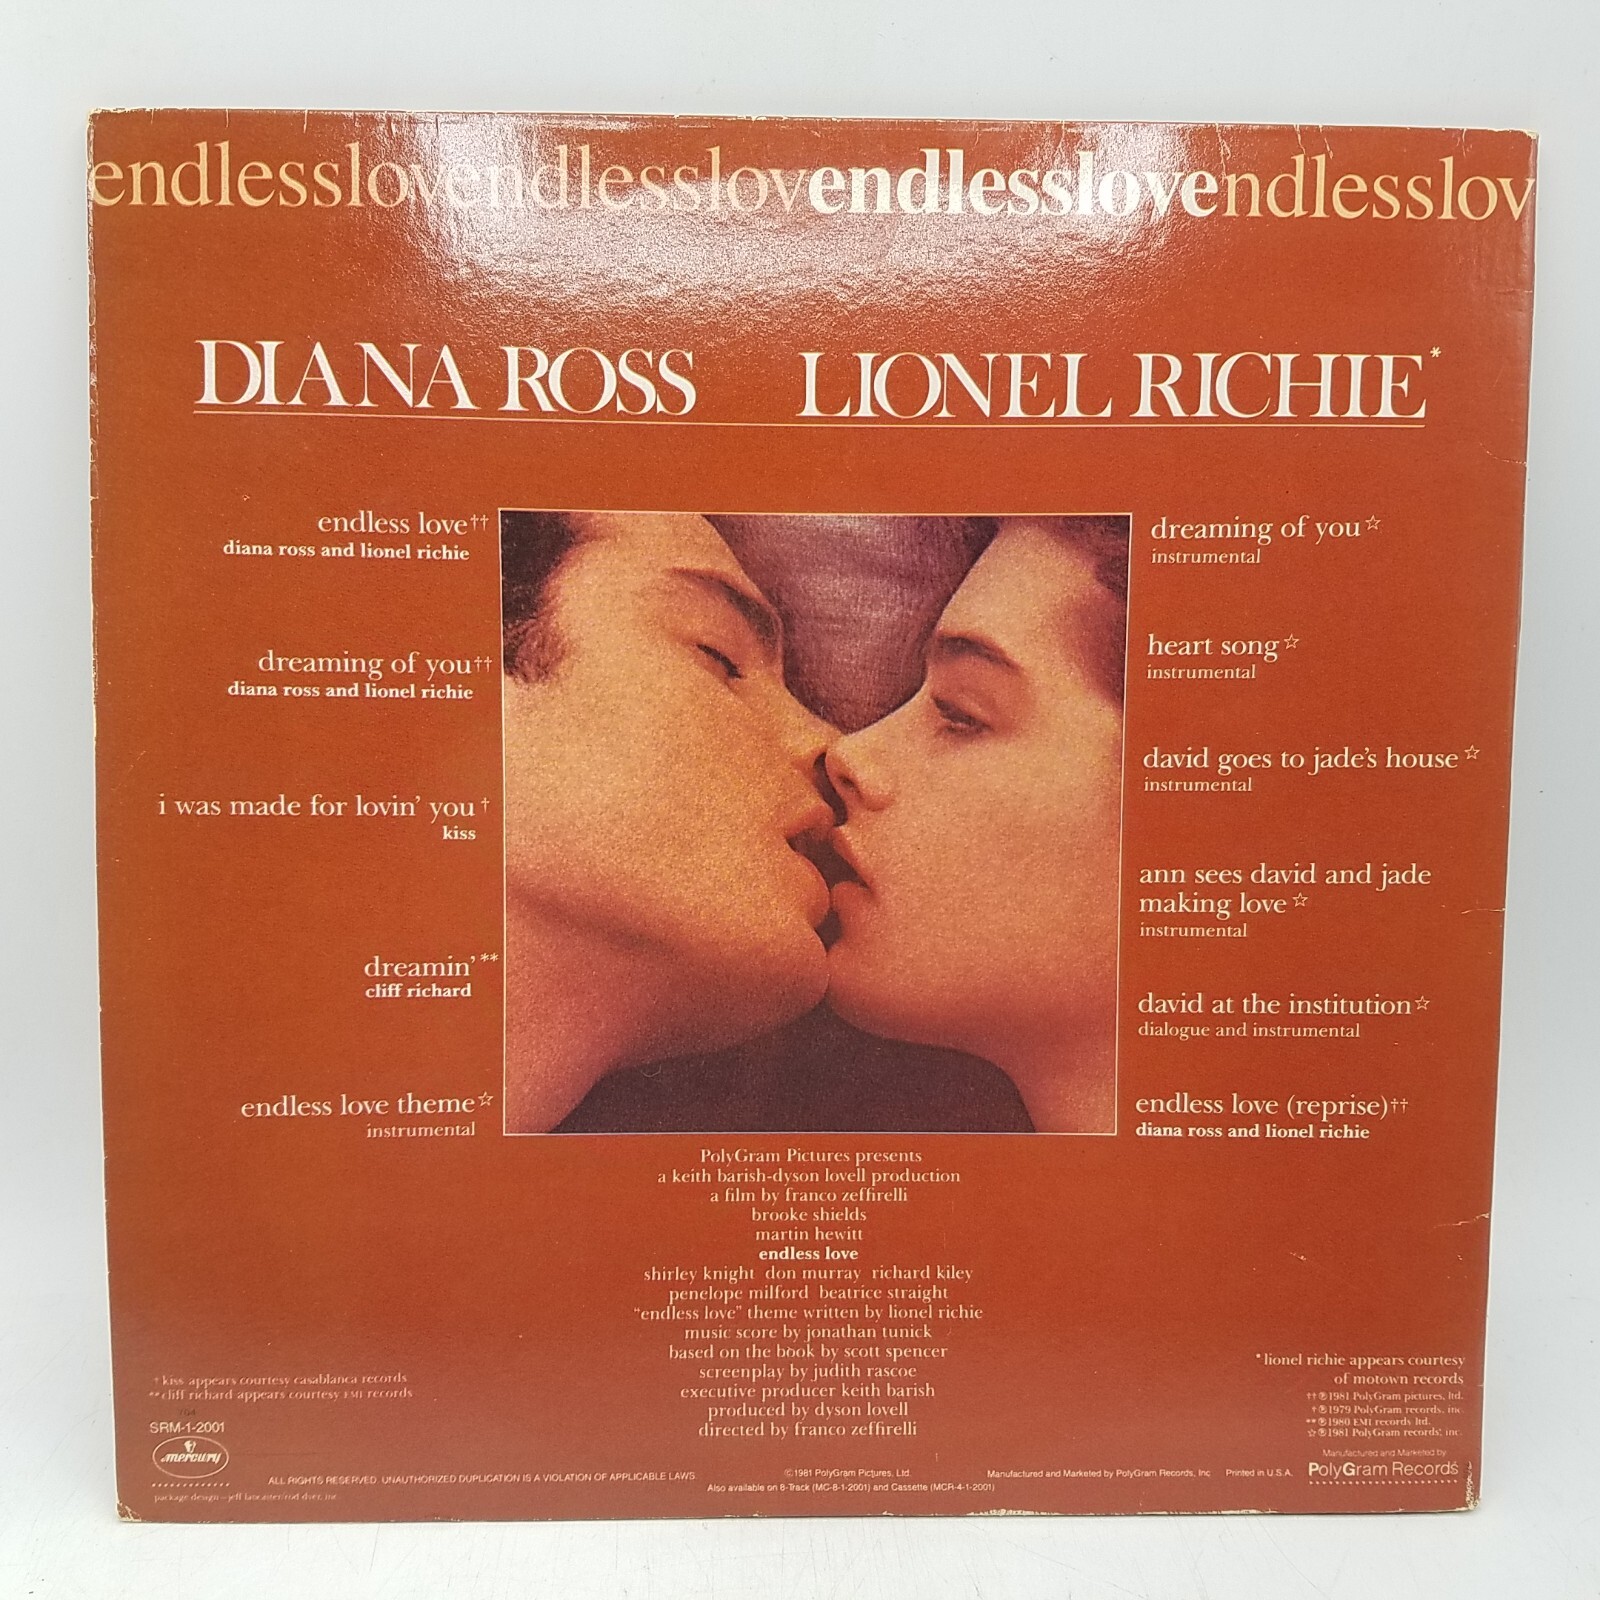 endlesslovendlesslovendlesslovendlesslov
DIANA ROSS LIONEL RICHIE*
endless love††
diana ross and lionel richie
dreaming of you††
diana ross and lionel richie
i was made for lovin' you†
kiss
dreamin'**
cliff richard
endless love theme☆
instrumental
dreaming of you☆
instrumental
heart song☆
instrumental
david goes to jade's house☆
instrumental
ann sees david and jade
making love☆
instrumental
david at the institution☆
dialogue and instrumental
endless love (reprise)††
diana ross and lionel richie
PolyGram Pictures presents
a keith barish-dyson lovell production
a film by franco zeffirelli
brooke shields
martin hewitt
endless love
shirley knight don murray richard kiley
penelope milford beatrice straight
"endless love" theme written by lionel richie
music score by jonathan tunick
based on the book by scott spencer
screenplay by judith rascoe
executive producer keith barish
produced by dyson lovell
directed by franco zeffirelli
†kiss appears courtesy casablanca records
**cliff richard appears courtesy EMI records
SRM-1-2001
mercury
package design—jeff lancaster/rod dyer, inc
*lionel richie appears courtesy
of motown records
††℗1981 PolyGram pictures, ltd.
†℗1979 PolyGram records, inc.
**℗1980 EMI records ltd.
☆℗1981 PolyGram records, inc.
Manufactured and Marketed by
PolyGram Records
ALL RIGHTS RESERVED. UNAUTHORIZED DUPLICATION IS A VIOLATION OF APPLICABLE LAWS.
©1981 PolyGram Pictures, Ltd.
Manufactured and Marketed by PolyGram Records, Inc. Printed in U.S.A.
Also available on 8-Track (MC-8-1-2001) and Cassette (MCR-4-1-2001)